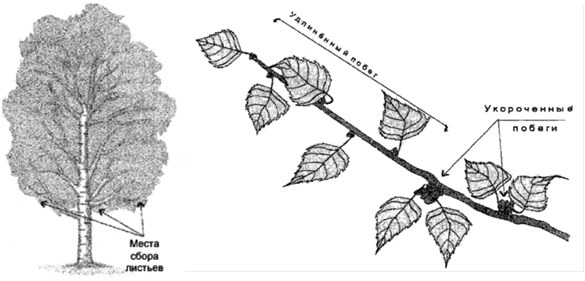 Места
сбора
листьев
Удлинённый побег
Укороченные
побеги